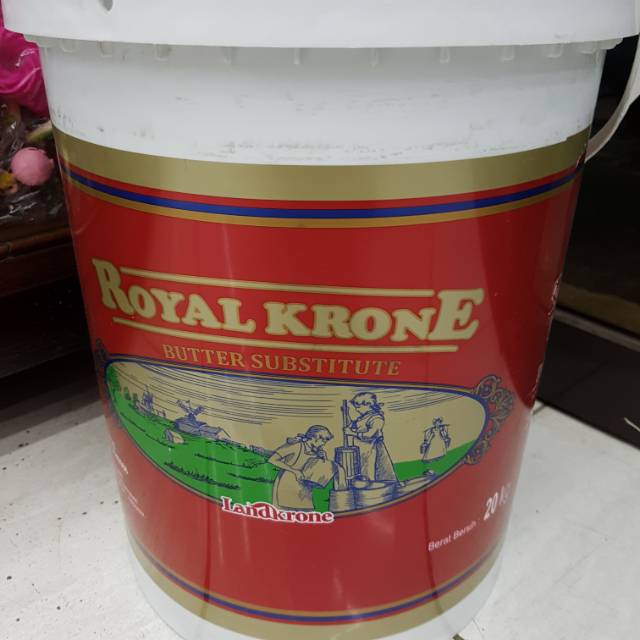 ROYAL KRONE
BUTTER SUBSTITUTE
Landkrone
Berat Bersih : 20